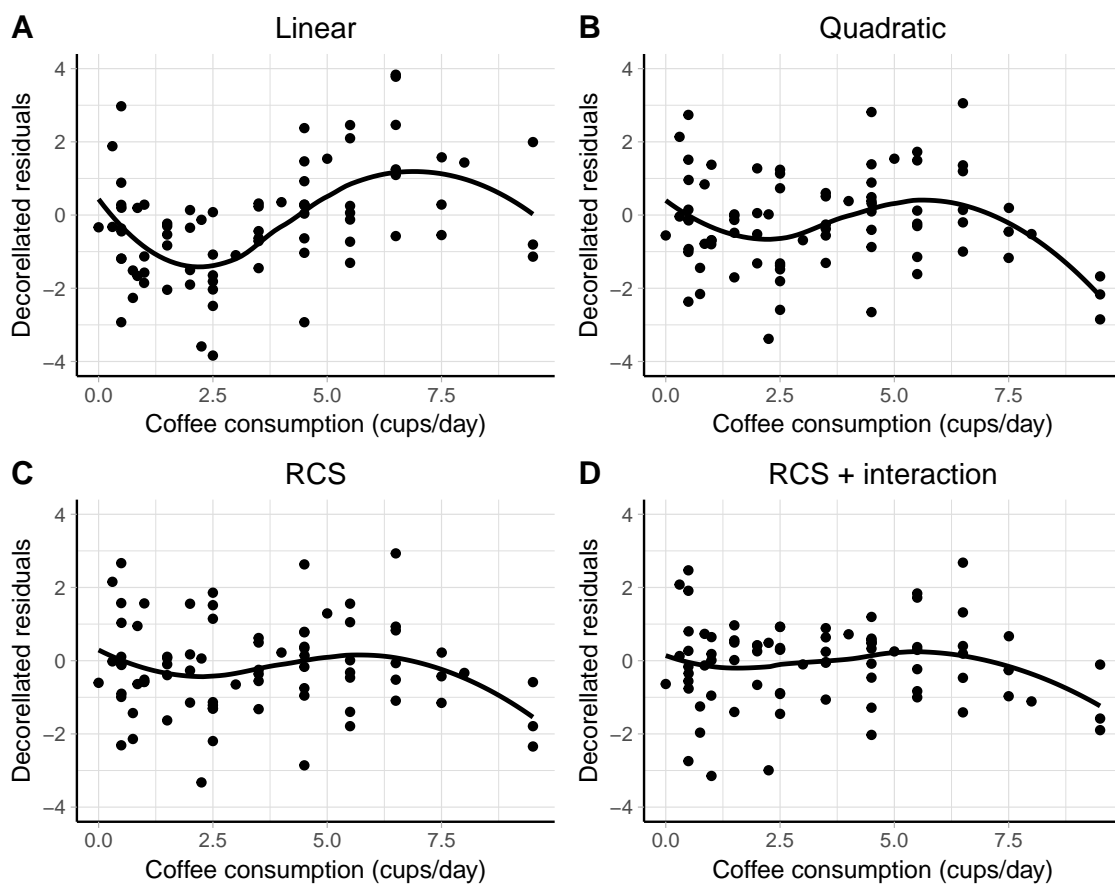 A Linear
Decorellated residuals
4
2
0
−2
−4
0.0 2.5 5.0 7.5
Coffee consumption (cups/day)
B Quadratic
Decorellated residuals
4
2
0
−2
−4
0.0 2.5 5.0 7.5
Coffee consumption (cups/day)
C RCS
Decorellated residuals
4
2
0
−2
−4
0.0 2.5 5.0 7.5
Coffee consumption (cups/day)
D RCS + interaction
Decorellated residuals
4
2
0
−2
−4
0.0 2.5 5.0 7.5
Coffee consumption (cups/day)